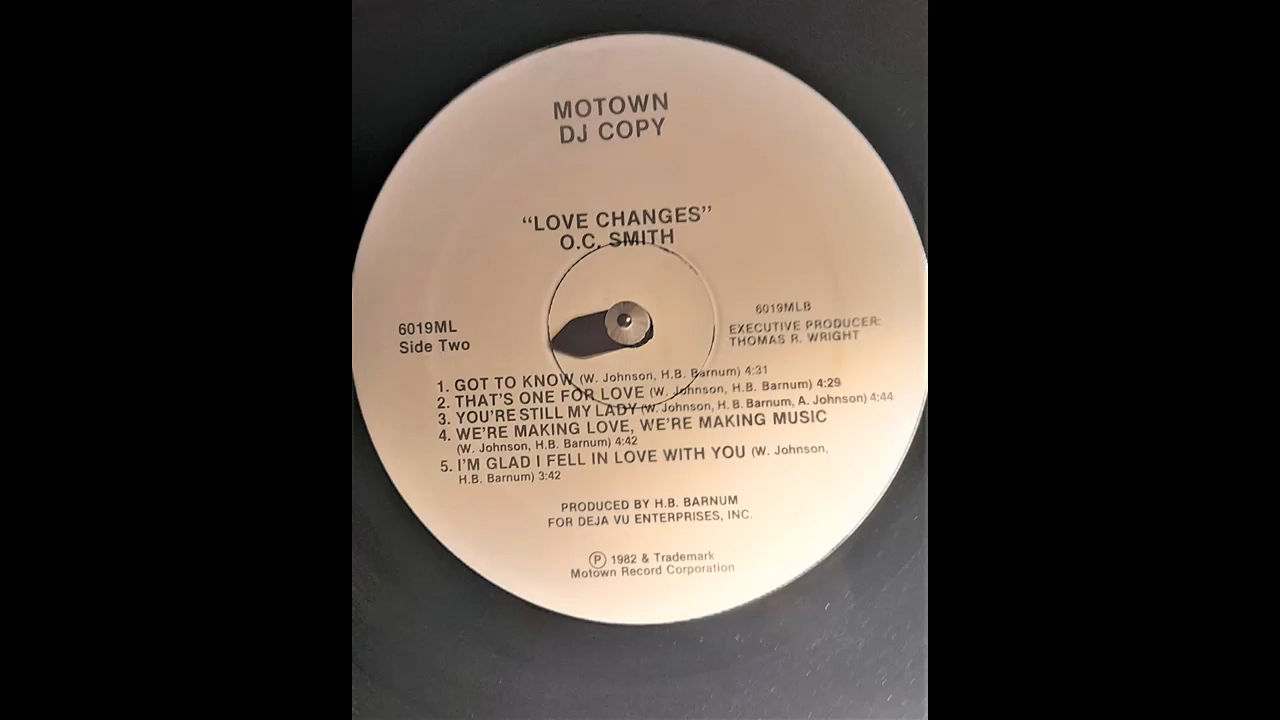 MOTOWN
DJ COPY
“LOVE CHANGES”
O.C. SMITH
6019ML
Side Two
6019MLB
EXECUTIVE PRODUCER:
THOMAS R. WRIGHT
1. GOT TO KNOW (W. Johnson, H.B. Barnum) 4:31
2. THAT'S ONE FOR LOVE (W. Johnson, H.B. Barnum) 4:29
3. YOU'RE STILL MY LADY (W. Johnson, H.B. Barnum, A. Johnson) 4:44
4. WE'RE MAKING LOVE, WE'RE MAKING MUSIC
(W. Johnson, H.B. Barnum) 4:42
5. I'M GLAD I FELL IN LOVE WITH YOU (W. Johnson,
H.B. Barnum) 3:42
PRODUCED BY H.B. BARNUM
FOR DEJA VU ENTERPRISES, INC.
Ⓟ 1982 & Trademark
Motown Record Corporation